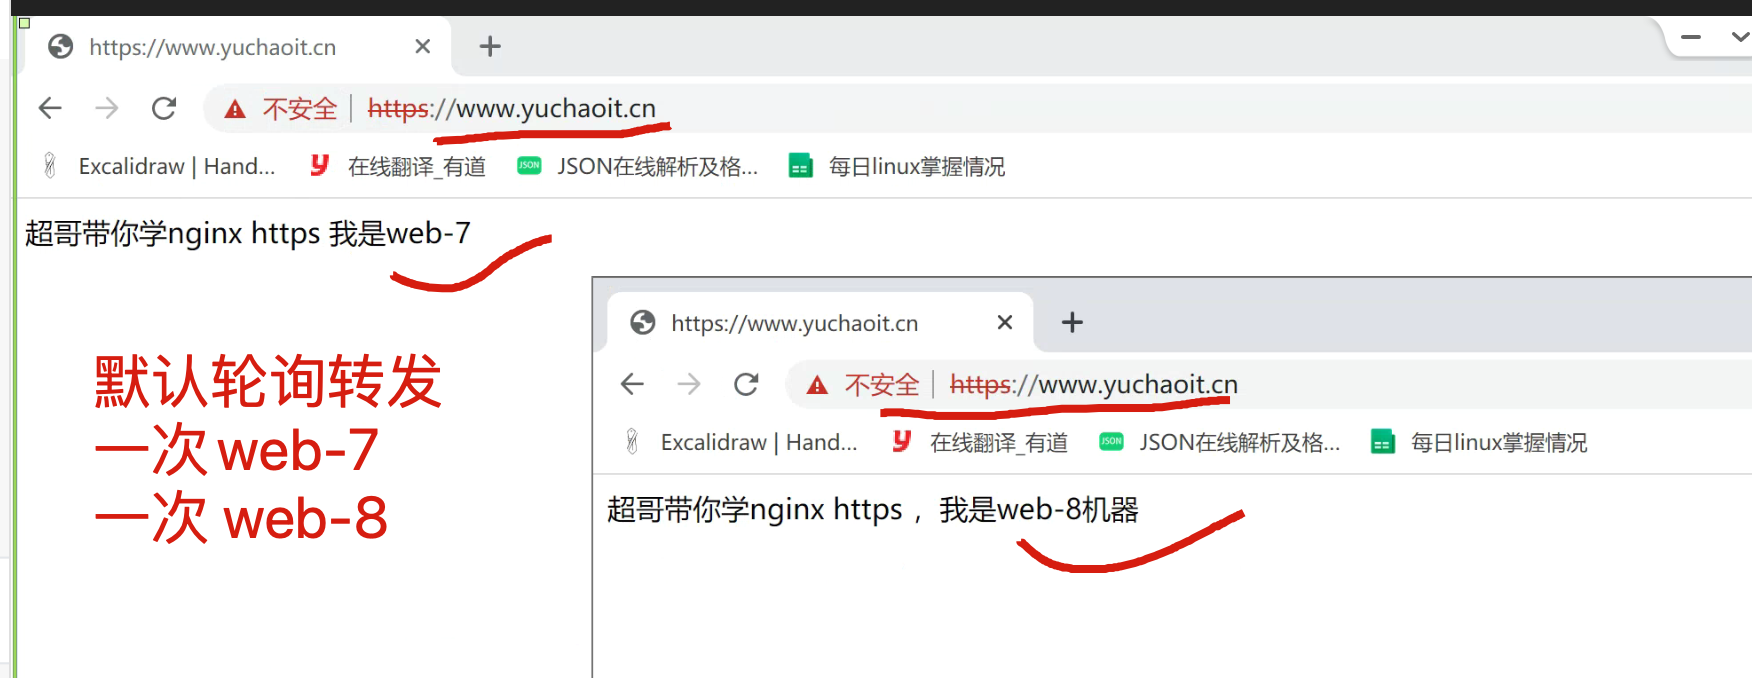 https://www.yuchaoit.cn
不安全 | https://www.yuchaoit.cn
Excalidraw | Hand... 在线翻译_有道 JSON JSON在线解析及格... 每日linux掌握情况
超哥带你学nginx https 我是web-7
默认轮询转发
一次 web-7
一次 web-8
https://www.yuchaoit.cn
不安全 | https://www.yuchaoit.cn
Excalidraw | Hand... 在线翻译_有道 JSON JSON在线解析及格... 每日linux掌握情况
超哥带你学nginx https ，我是web-8机器